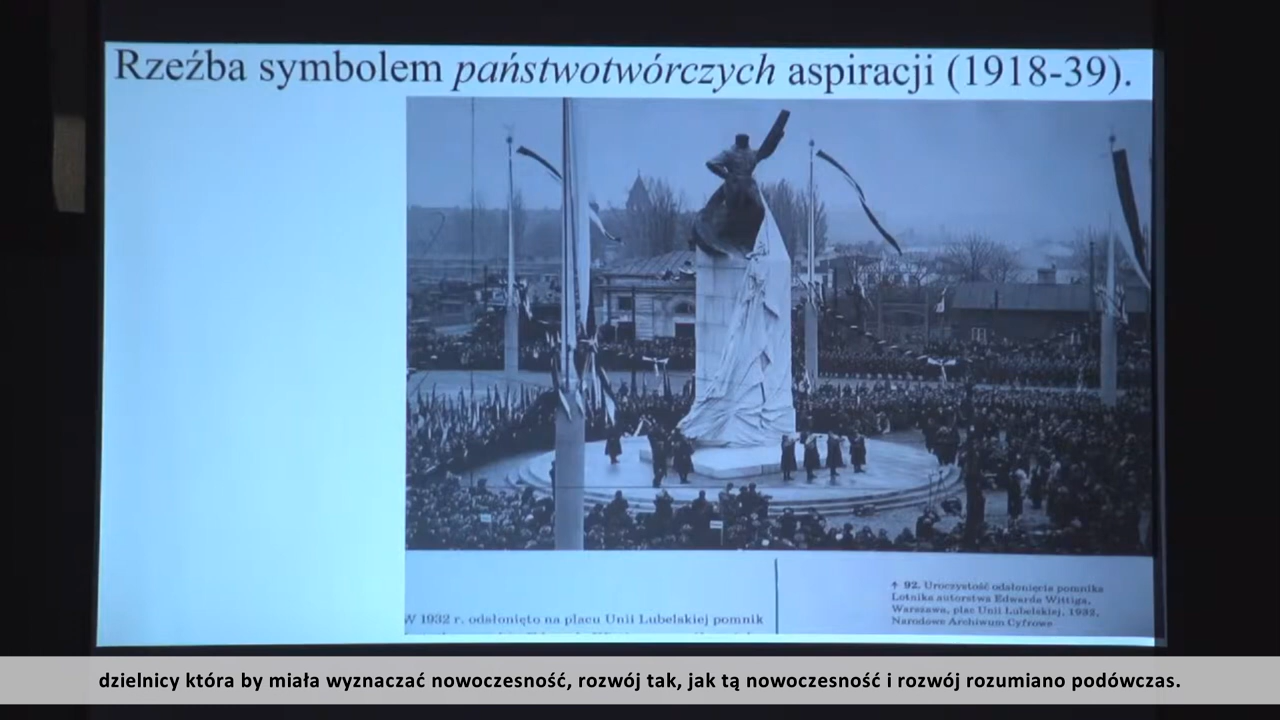 Rzeźba symbolem państwotwórczych aspiracji (1918-39).
W 1932 r. odsłonięto na placu Unii Lubelskiej pomnik
↑ 92. Uroczystość odsłonięcia pomnika
Lotnika autorstwa Edwarda Wittiga,
Warszawa, plac Unii Lubelskiej, 1932,
Narodowe Archiwum Cyfrowe
dzielnicy która by miała wyznaczać nowoczesność, rozwój tak, jak tą nowoczesność i rozwój rozumiano podówczas.